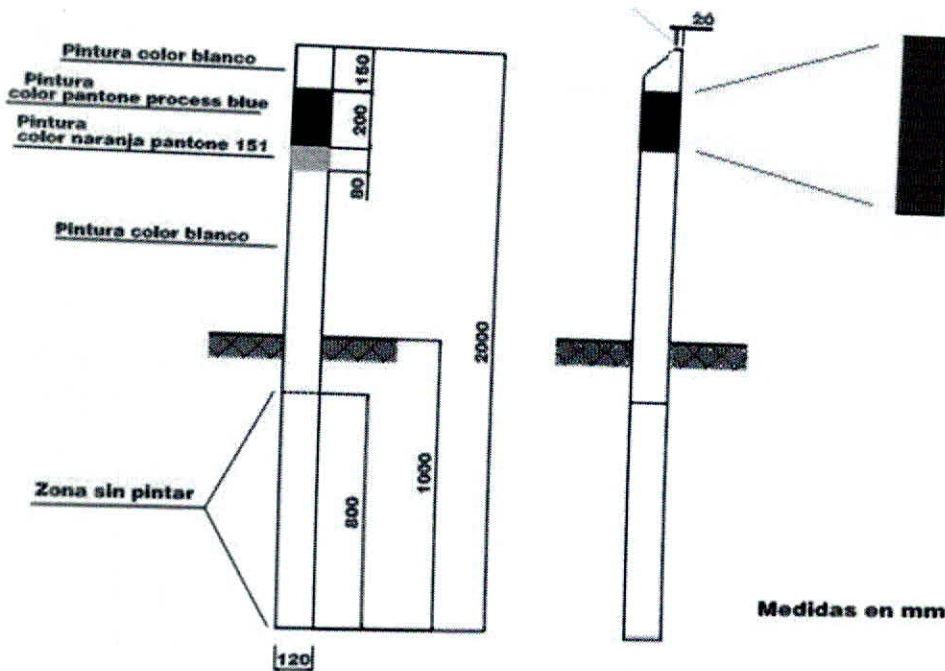 Pintura color blanco
Pintura
color pantone process blue
Pintura
color naranja pantone 151
Pintura color blanco
Zona sin pintar
150
200
80
2000
1000
800
120
20
Medidas en mm